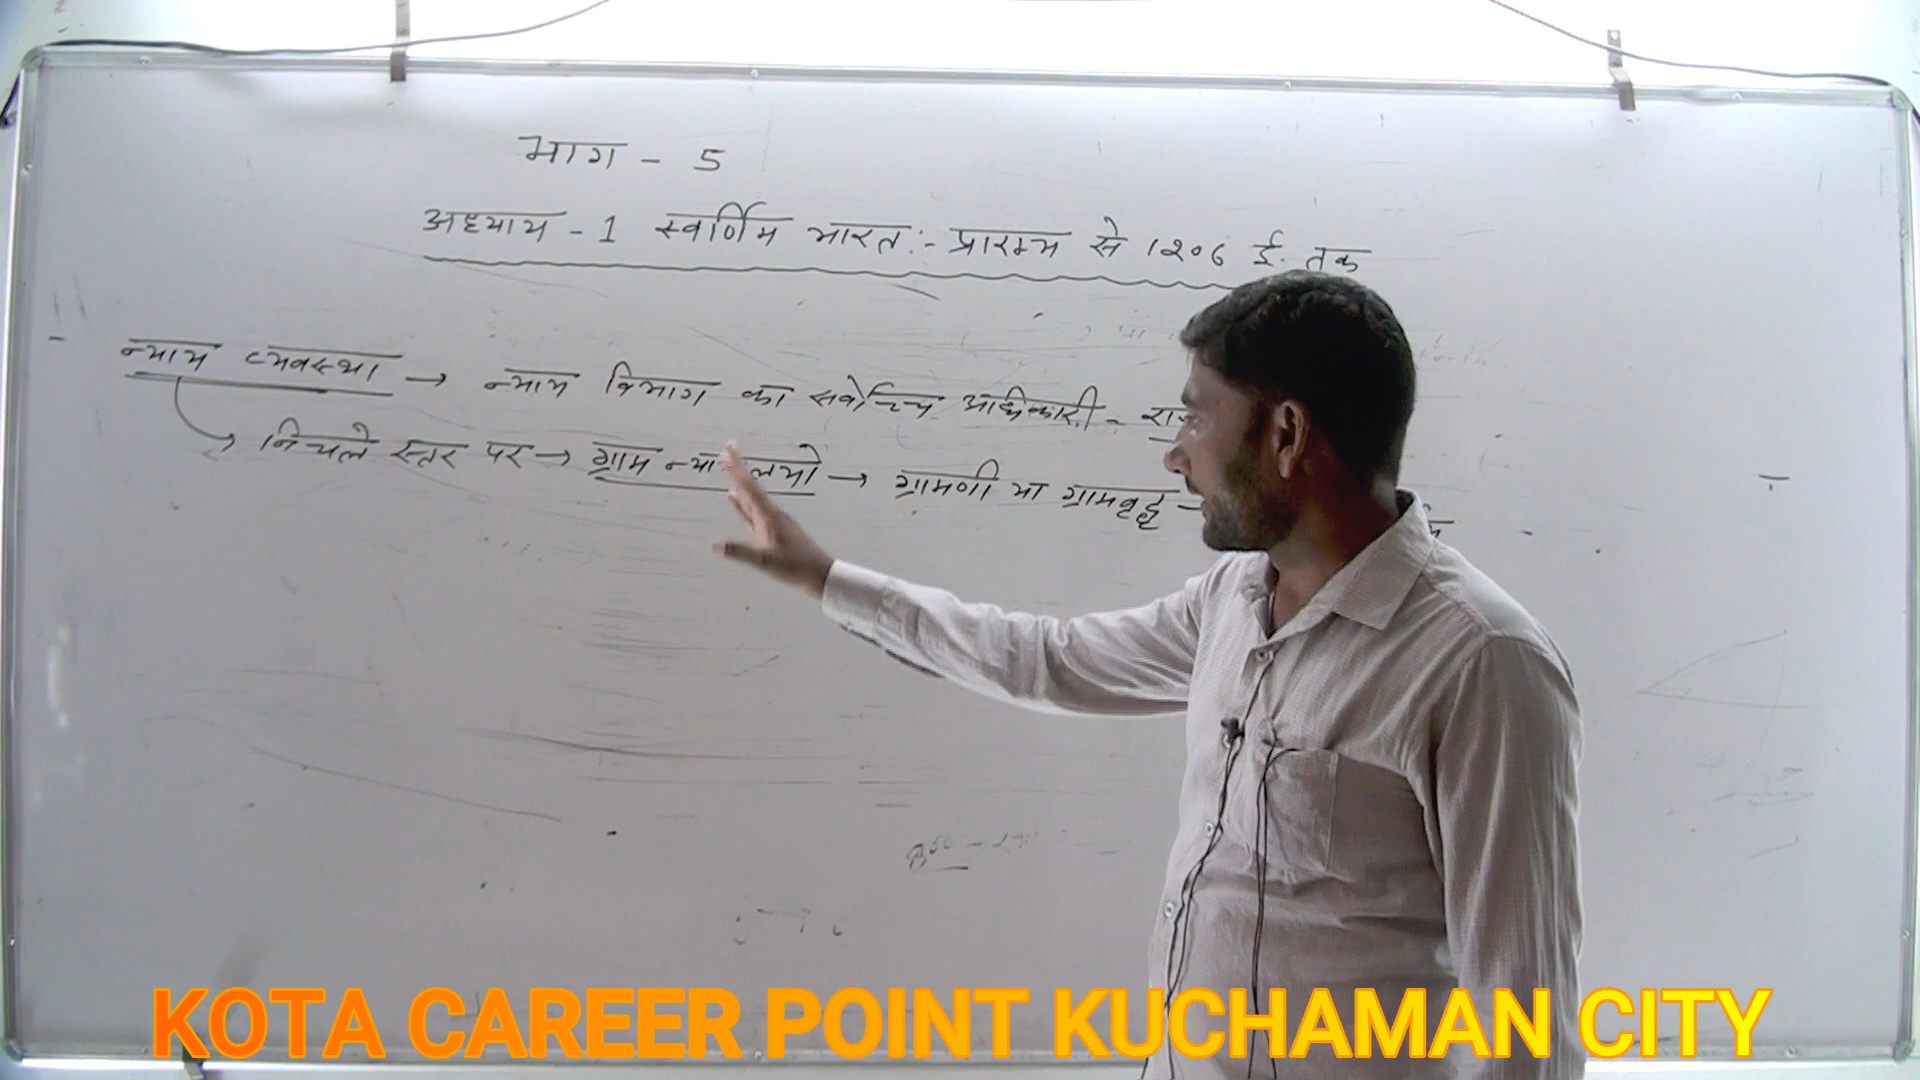 भाग - 5
अध्याय - 1 स्वर्णिम भारत :- प्रारम्भ से 1206 ई. तक
- न्याय व्यवस्था → न्याय विभाग का सर्वोच्च अधिकारी -
→ निचले स्तर पर → ग्राम → ग्रामणी या ग्रामवृद्ध -
KOTA CAREER POINT KUCHAMAN CITY